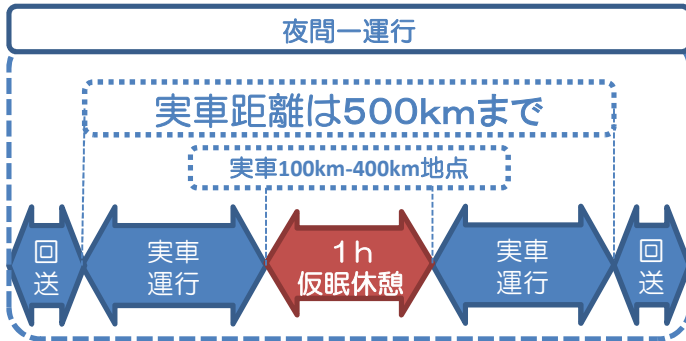 夜間一運行
実車距離は500kmまで
実車100km-400km地点
回
送
実車
運行
1h
仮眠休憩
実車
運行
回
送